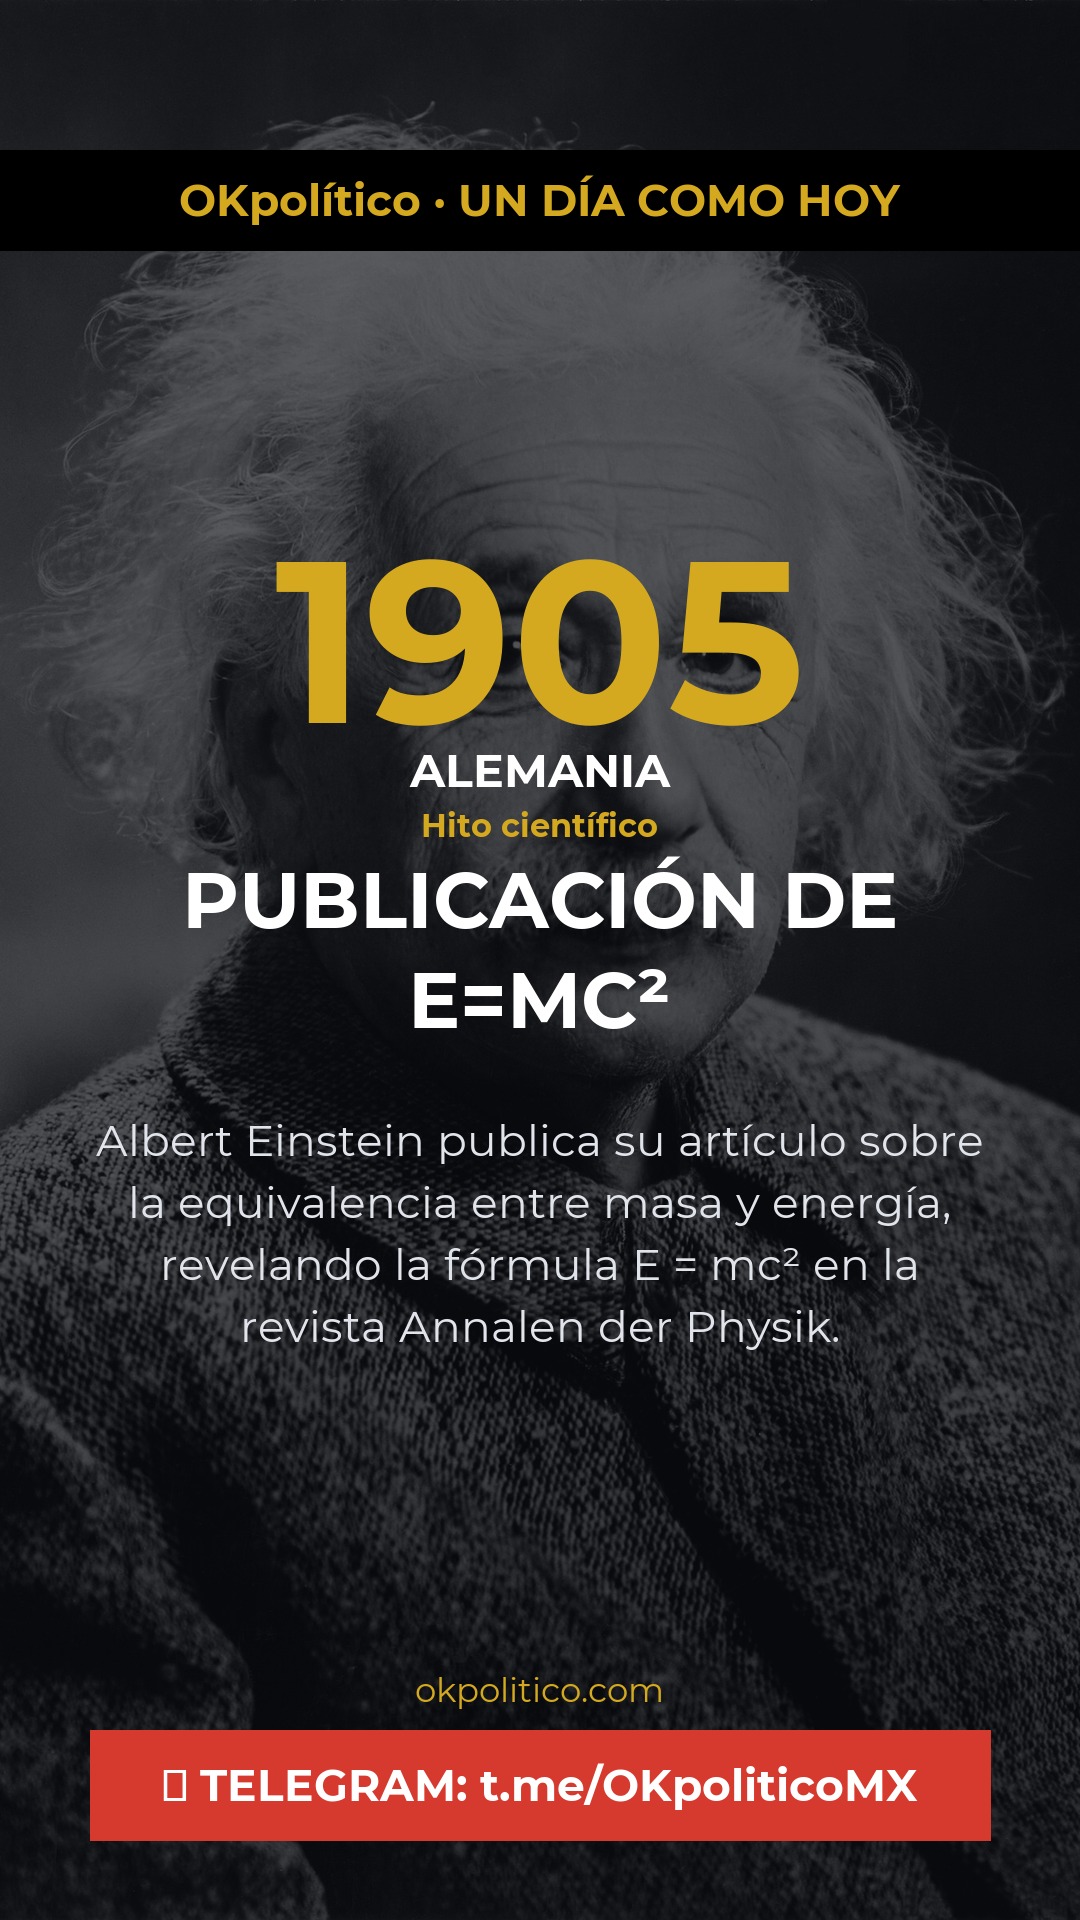 OKpolítico · UN DÍA COMO HOY
1905
ALEMANIA
Hito científico
PUBLICACIÓN DE
E=MC²
Albert Einstein publica su artículo sobre
la equivalencia entre masa y energía,
revelando la fórmula E = mc² en la
revista Annalen der Physik.
okpolitico.com
TELEGRAM: t.me/OKpoliticoMX